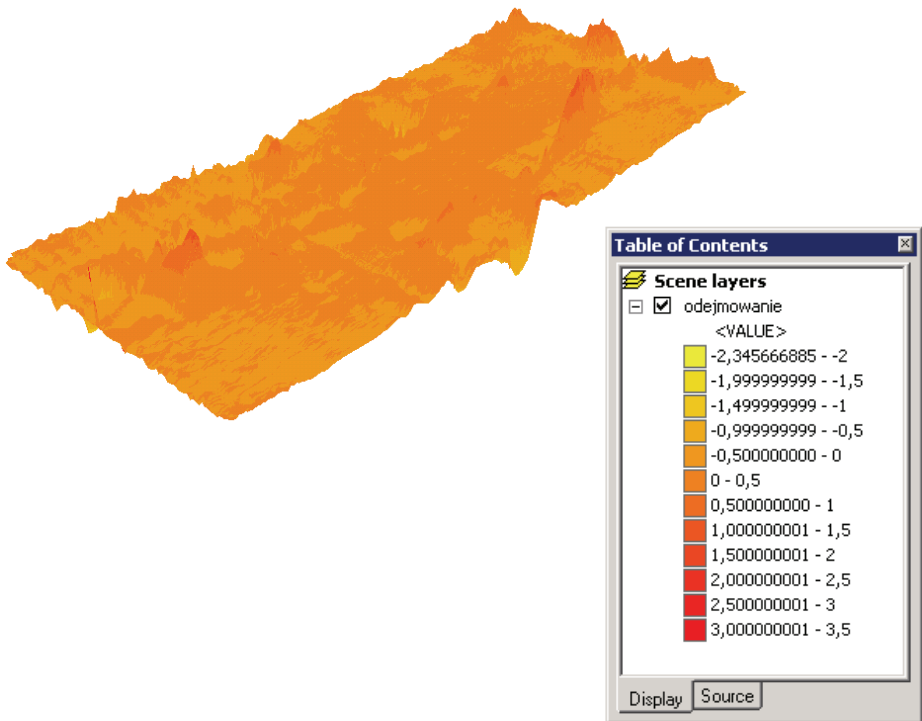 Table of Contents
Scene layers
odejmowanie
<VALUE>
-2,345666885 - -2
-1,999999999 - -1,5
-1,499999999 - -1
-0,999999999 - -0,5
-0,500000000 - 0
0 - 0,5
0,500000000 - 1
1,000000001 - 1,5
1,500000001 - 2
2,000000001 - 2,5
2,500000001 - 3
3,000000001 - 3,5
Display Source